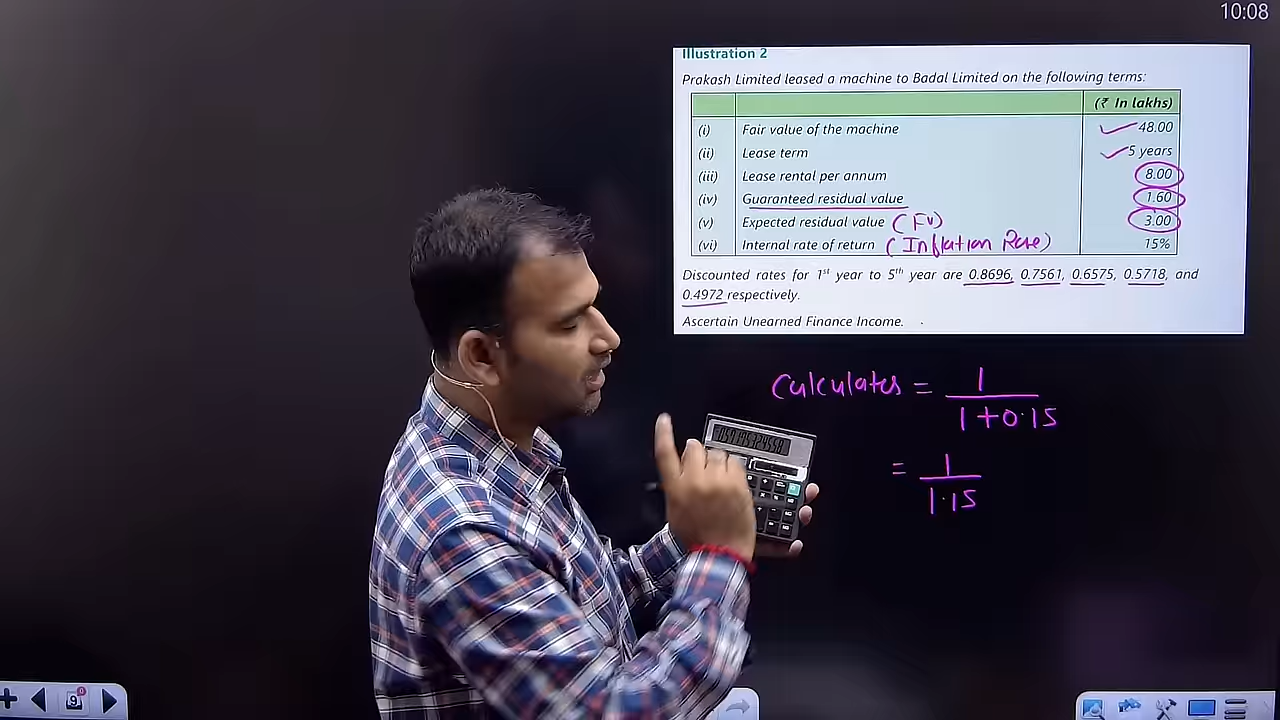 10:08
Illustration 2
Prakash Limited leased a machine to Badal Limited on the following terms:
(₹ In lakhs)
(i) Fair value of the machine 48.00
(ii) Lease term 5 years
(iii) Lease rental per annum 8.00
(iv) Guaranteed residual value 1.60
(v) Expected residual value (FV) 3.00
(vi) Internal rate of return (Inflation Rate) 15%
Discounted rates for 1st year to 5th year are 0.8696, 0.7561, 0.6575, 0.5718, and
0.4972 respectively.
Ascertain Unearned Finance Income.
Calculates = 1
1+0.15
= 1
1.15